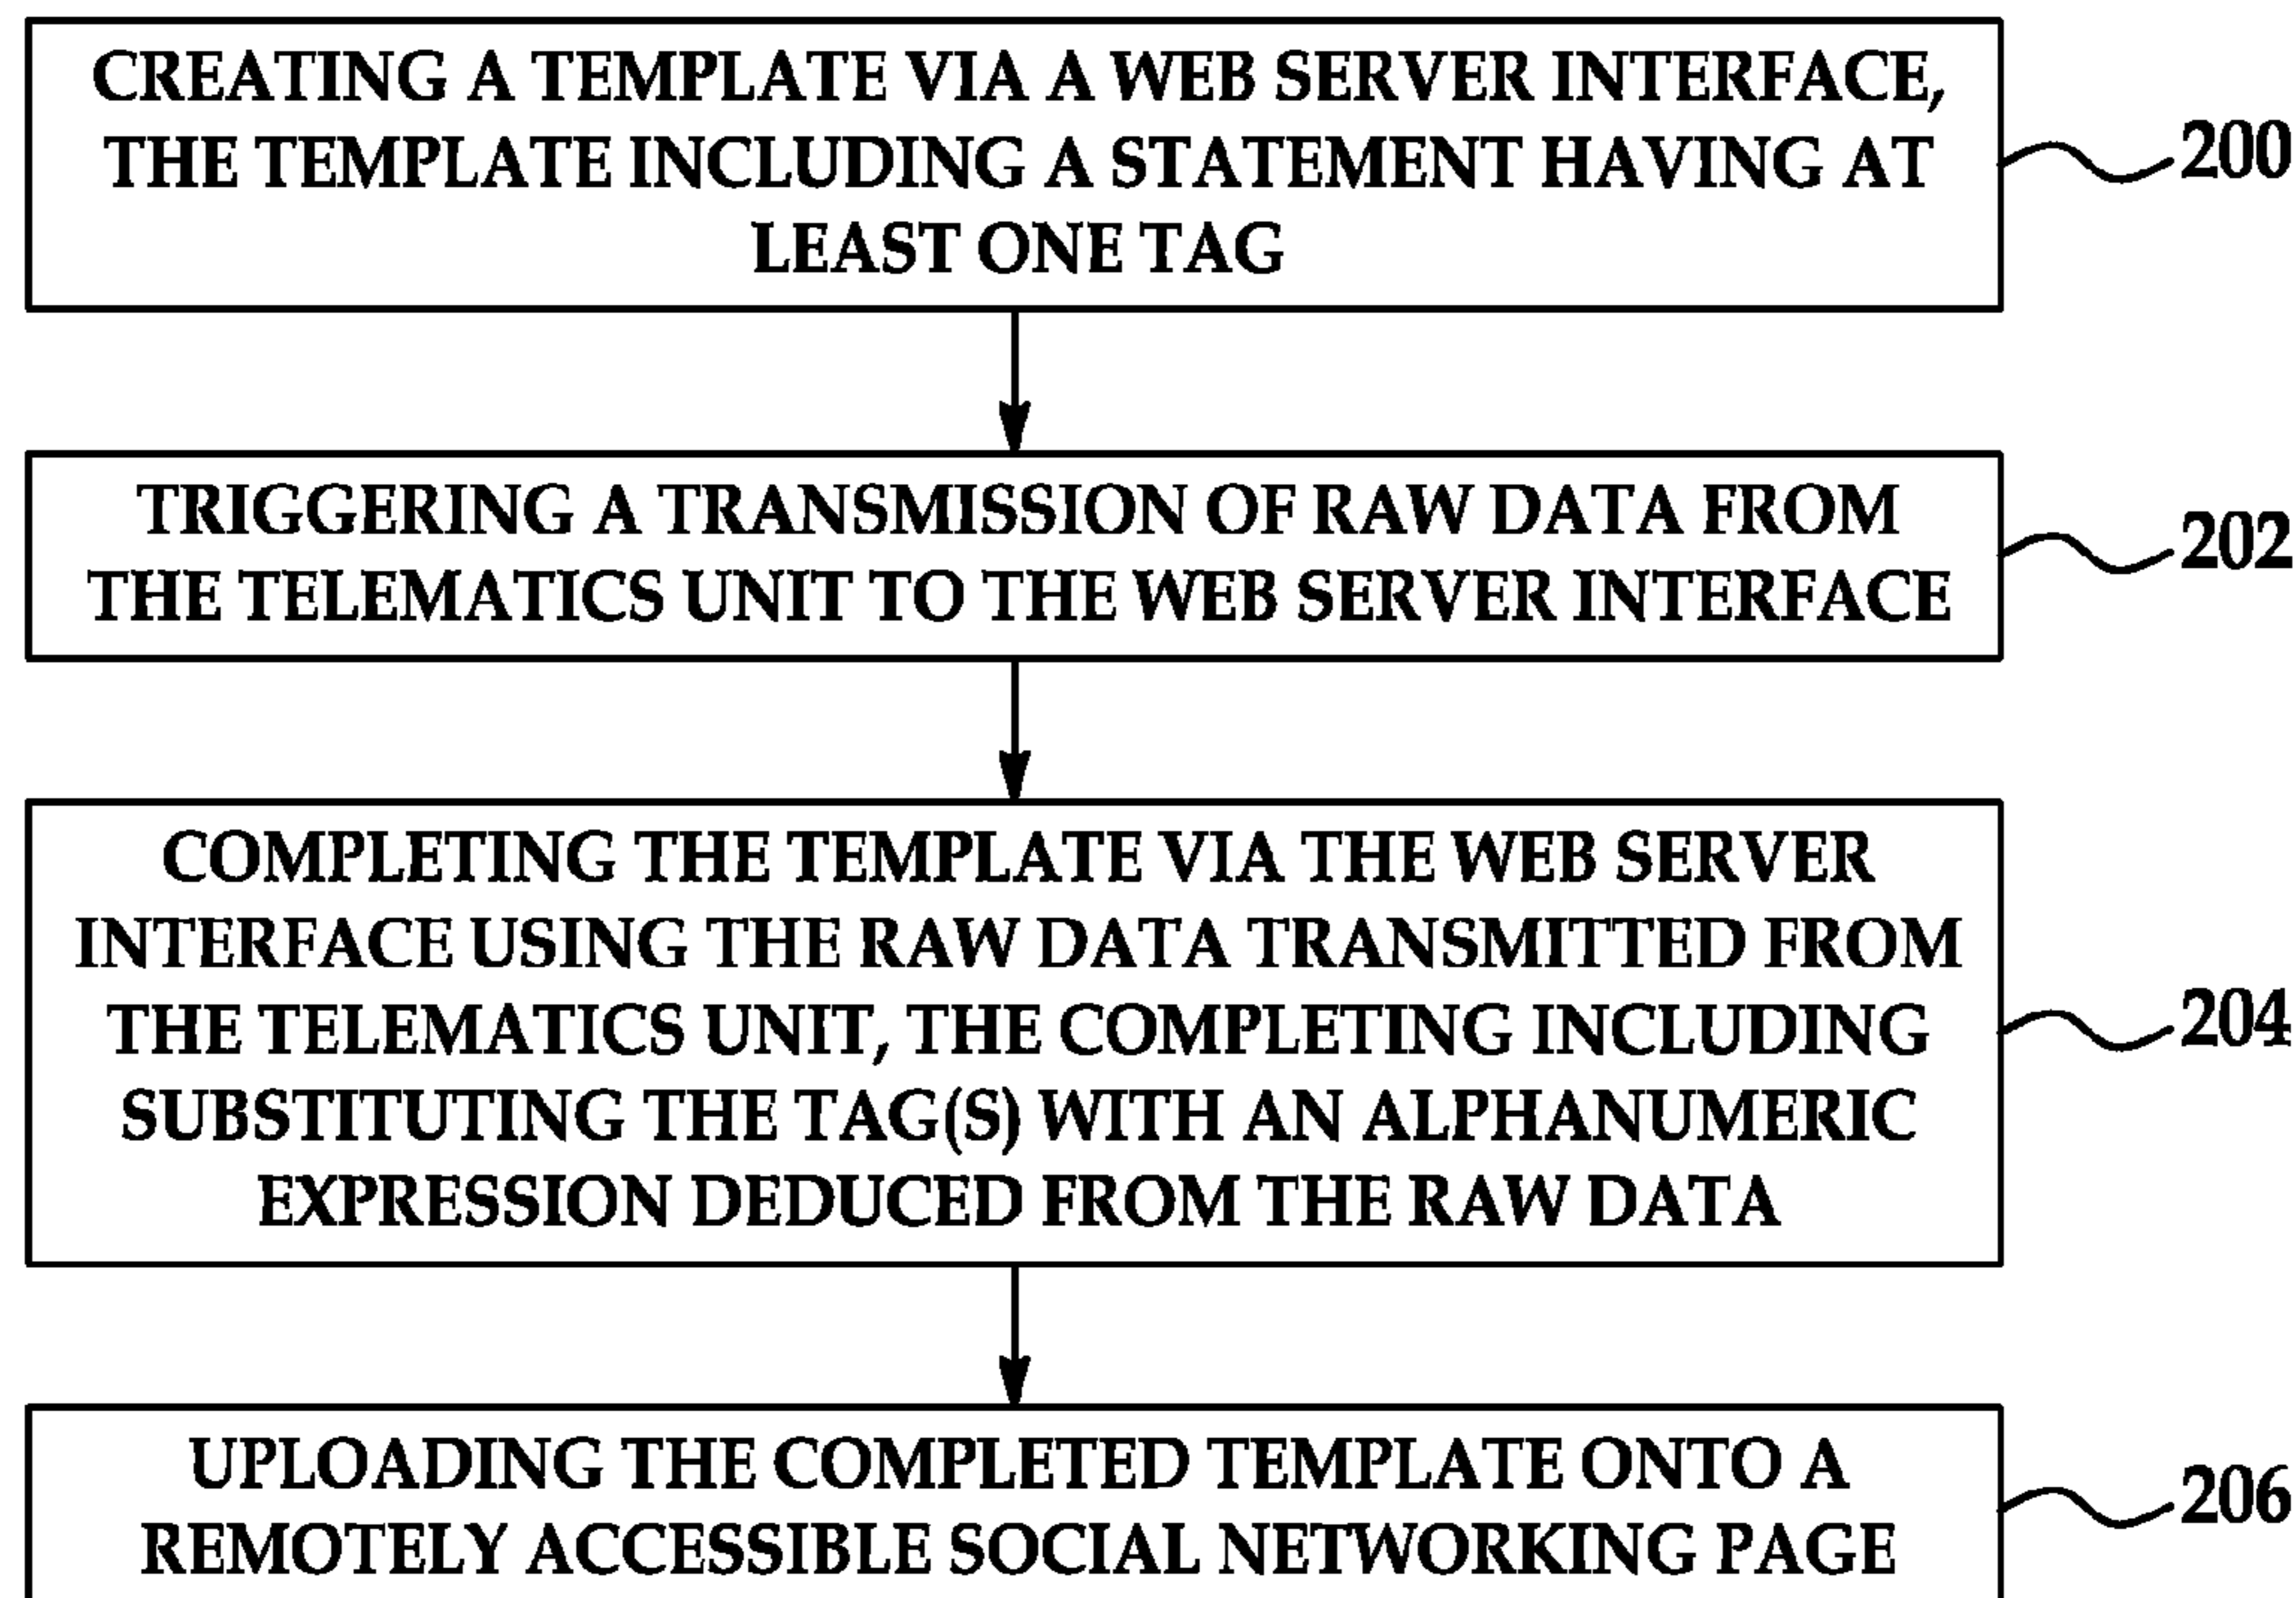 CREATING A TEMPLATE VIA A WEB SERVER INTERFACE,
THE TEMPLATE INCLUDING A STATEMENT HAVING AT
LEAST ONE TAG
200
TRIGGERING A TRANSMISSION OF RAW DATA FROM
THE TELEMATICS UNIT TO THE WEB SERVER INTERFACE
202
COMPLETING THE TEMPLATE VIA THE WEB SERVER
INTERFACE USING THE RAW DATA TRANSMITTED FROM
THE TELEMATICS UNIT, THE COMPLETING INCLUDING
SUBSTITUTING THE TAG(S) WITH AN ALPHANUMERIC
EXPRESSION DEDUCED FROM THE RAW DATA
204
UPLOADING THE COMPLETED TEMPLATE ONTO A
REMOTELY ACCESSIBLE SOCIAL NETWORKING PAGE
206